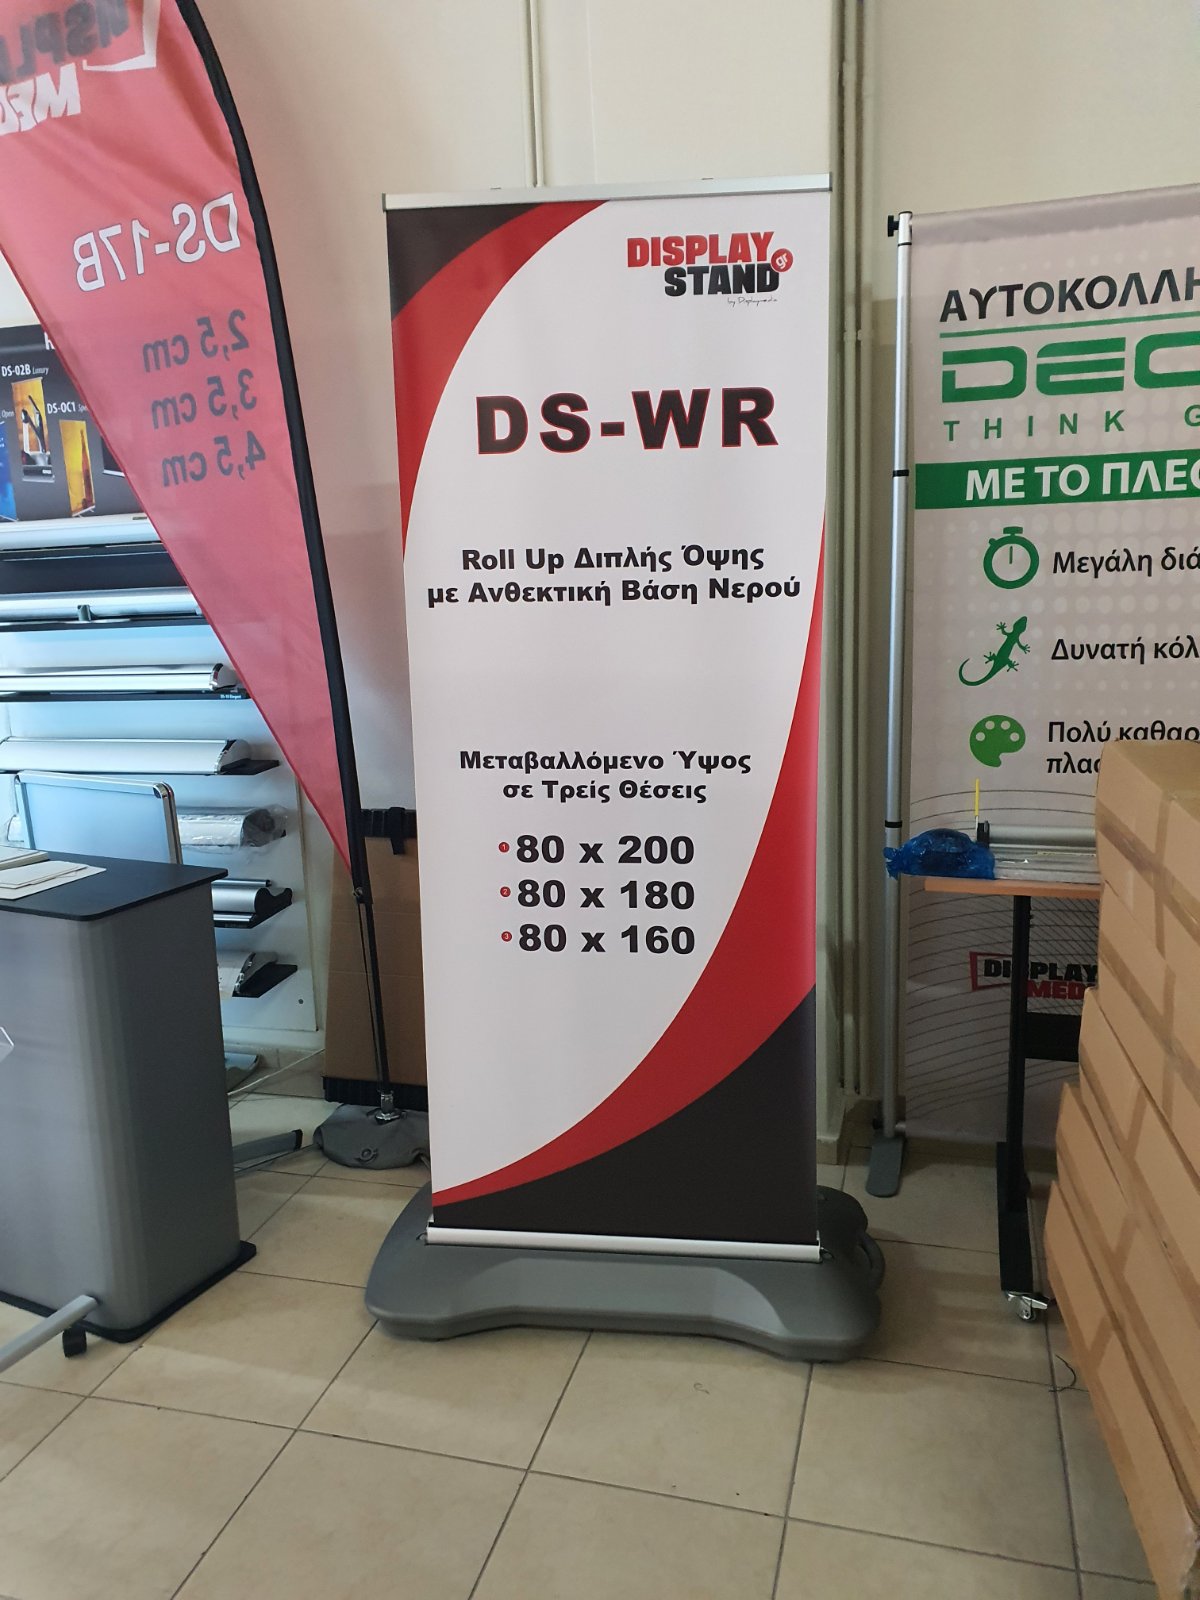 DISPLAY
STAND
gr
by Displaymedia
DS-WR
Roll Up Διπλής Όψης
με Ανθεκτική Βάση Νερού
Μεταβαλλόμενο Ύψος
σε Τρείς Θέσεις
1 80 x 200
2 80 x 180
3 80 x 160
DS-17B
2,5 cm
3,5 cm
4,5 cm
DS-02B Luxury
DS-OC1
ΑΥΤΟΚΟΛΛΗ
DEC
THINK G
ΜΕ ΤΟ ΠΛΕΟ
Μεγάλη διά
Δυνατή κόλ
Πολύ καθαρ
πλασ
DISPLAY
MEDI